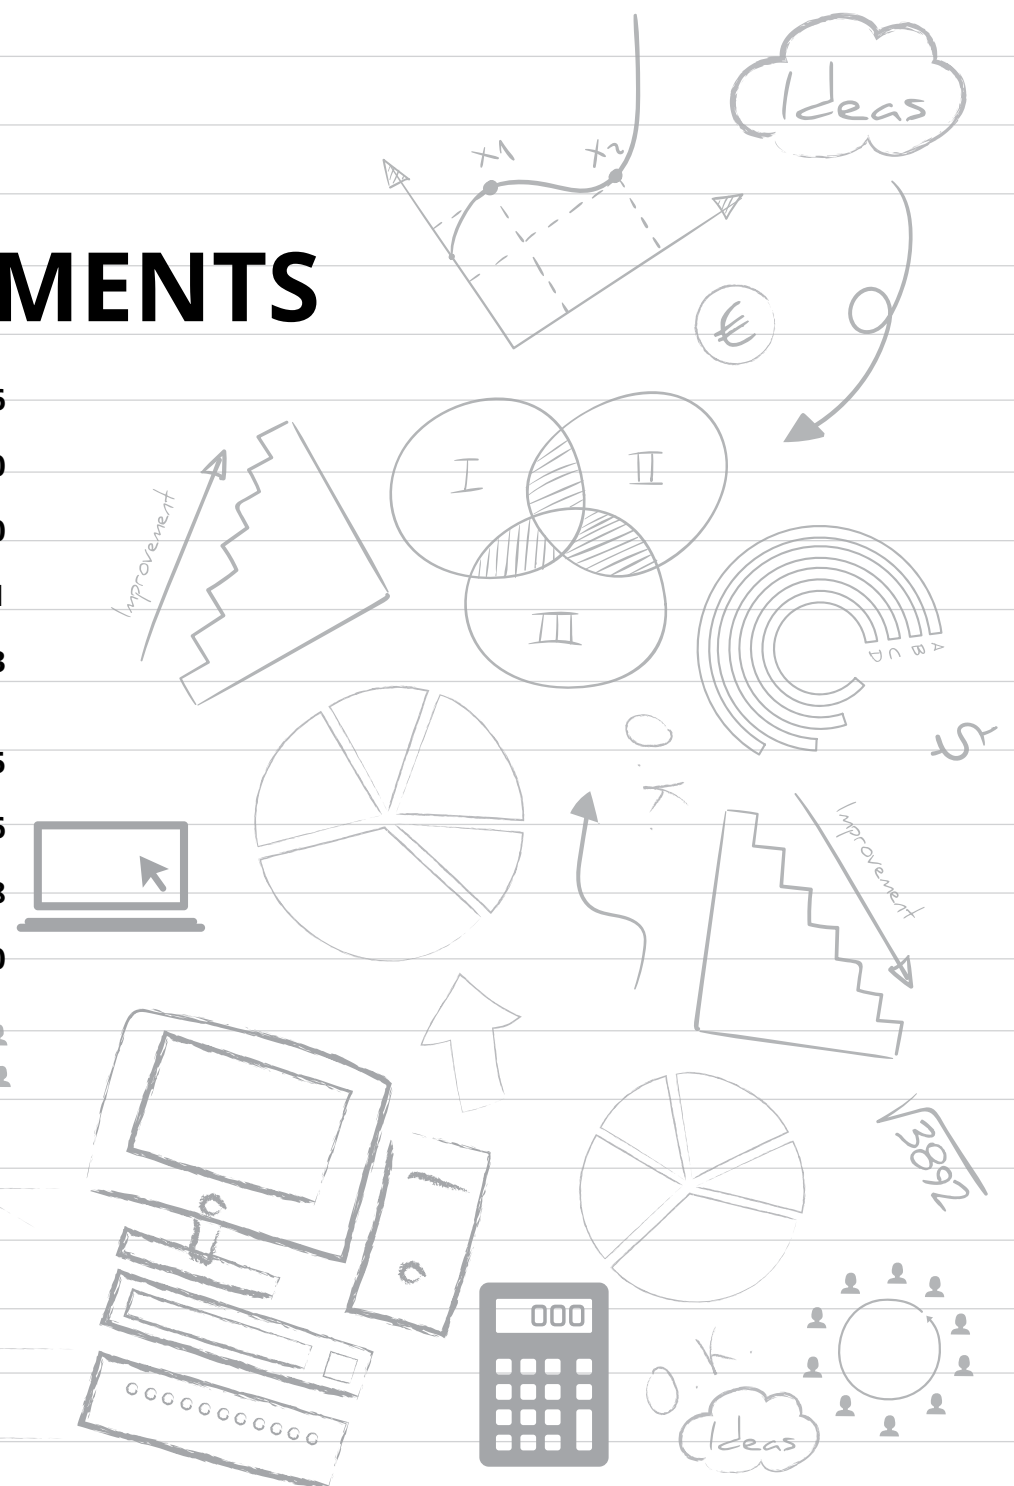 Ideas
X1 X2
MENTS
€
I II
Improvement
III
A
B
C
D
$
O.K.
Improvement
√3892
000
O.K.
Ideas